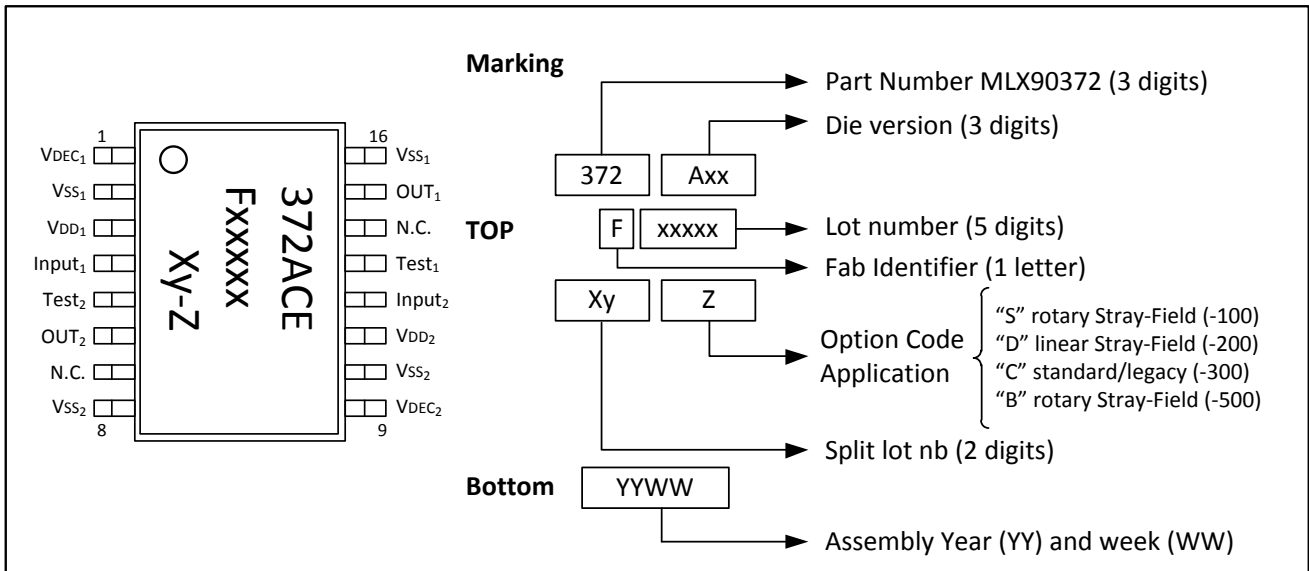 Marking
Part Number MLX90372 (3 digits)
Die version (3 digits)
372 Axx
TOP
F xxxxx
Lot number (5 digits)
Fab Identifier (1 letter)
Xy Z
Option Code
Application
“S” rotary Stray-Field (-100)
“D” linear Stray-Field (-200)
“C” standard/legacy (-300)
“B” rotary Stray-Field (-500)
Split lot nb (2 digits)
Bottom
YYWW
Assembly Year (YY) and week (WW)
1
VDEC1
VSS1
VDD1
Input1
Test2
OUT2
N.C.
VSS2
8
372ACE
Fxxxxx
Xy-Z
16
VSS1
OUT1
N.C.
Test1
Input2
VDD2
VSS2
VDEC2
9